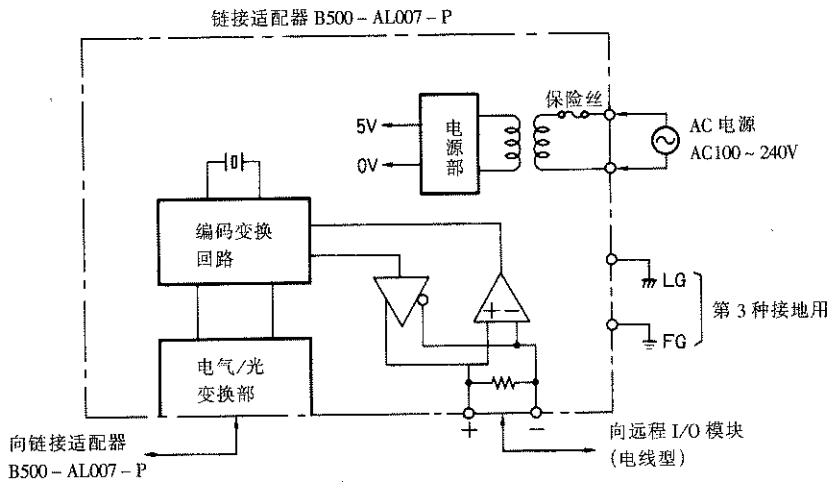 链接适配器 B500-AL007-P
保险丝
5V
0V
电源部
AC 电源
AC100~240V
编码变换
回路
+ -
LG
FG
第 3 种接地用
电气/光
变换部
+
-
向链接适配器
B500-AL007-P
向远程 I/O 模块
(电线型)